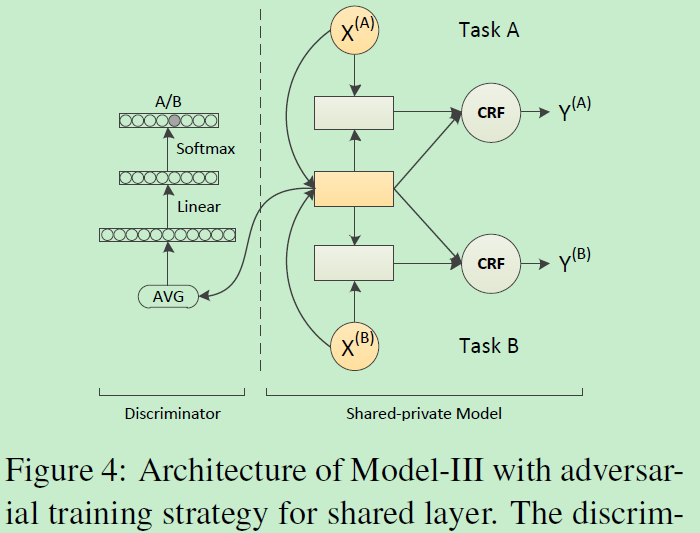 X(A)
Task A
A/B
Softmax
CRF
Y(A)
Linear
CRF
Y(B)
AVG
X(B)
Task B
Discriminator
Shared-private Model
Figure 4: Architecture of Model-III with adversar-
ial training strategy for shared layer. The discrim-